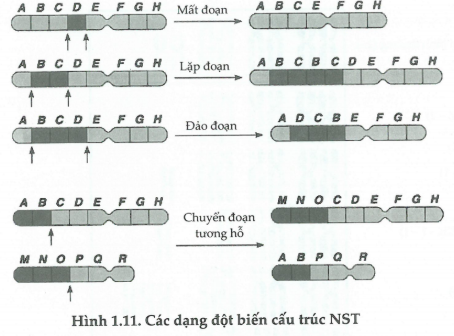 A B C D E F G H
Mất đoạn
A B C E F G H
A B C D E F G H
Lặp đoạn
A B C B C D E F G H
A B C D E F G H
Đảo đoạn
A D C B E F G H
A B C D E F G H
Chuyển đoạn
tương hỗ
M N O C D E F G H
M N O P Q R
A B P Q R
Hình 1.11. Các dạng đột biến cấu trúc NST